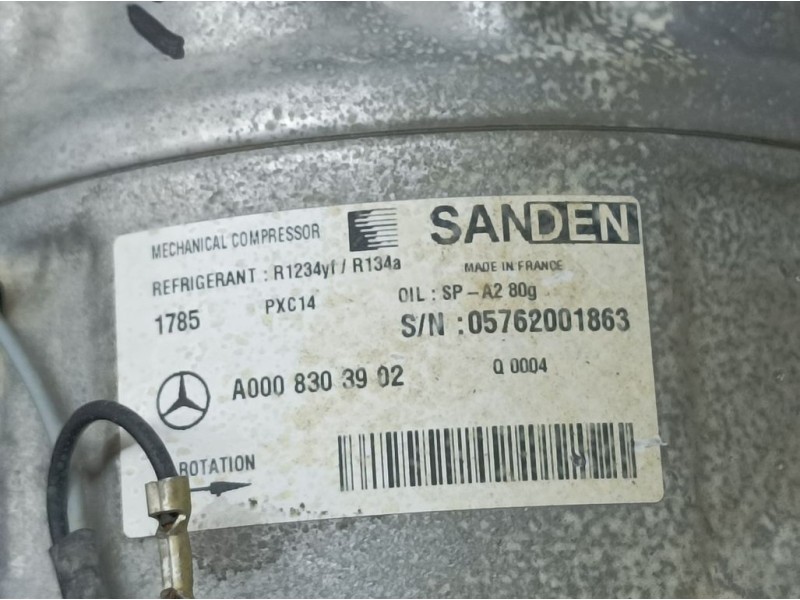 MECHANICAL COMPRESSOR SANDEN
REFRIGERANT : R1234yf / R134a MADE IN FRANCE
1785 PXC14 OIL : SP-A2 80g
S/N : 05762001863
A000 830 39 02 Q 0004
ROTATION